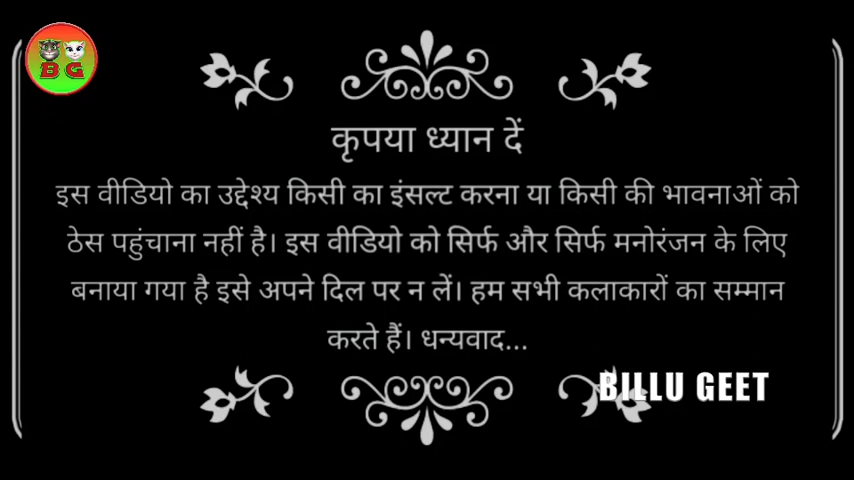 BG
कृपया ध्यान दें
इस वीडियो का उद्देश्य किसी का इंसल्ट करना या किसी की भावनाओं को
ठेस पहुंचाना नहीं है। इस वीडियो को सिर्फ और सिर्फ मनोरंजन के लिए
बनाया गया है इसे अपने दिल पर न लें। हम सभी कलाकारों का सम्मान
करते हैं। धन्यवाद...
BILLU GEET